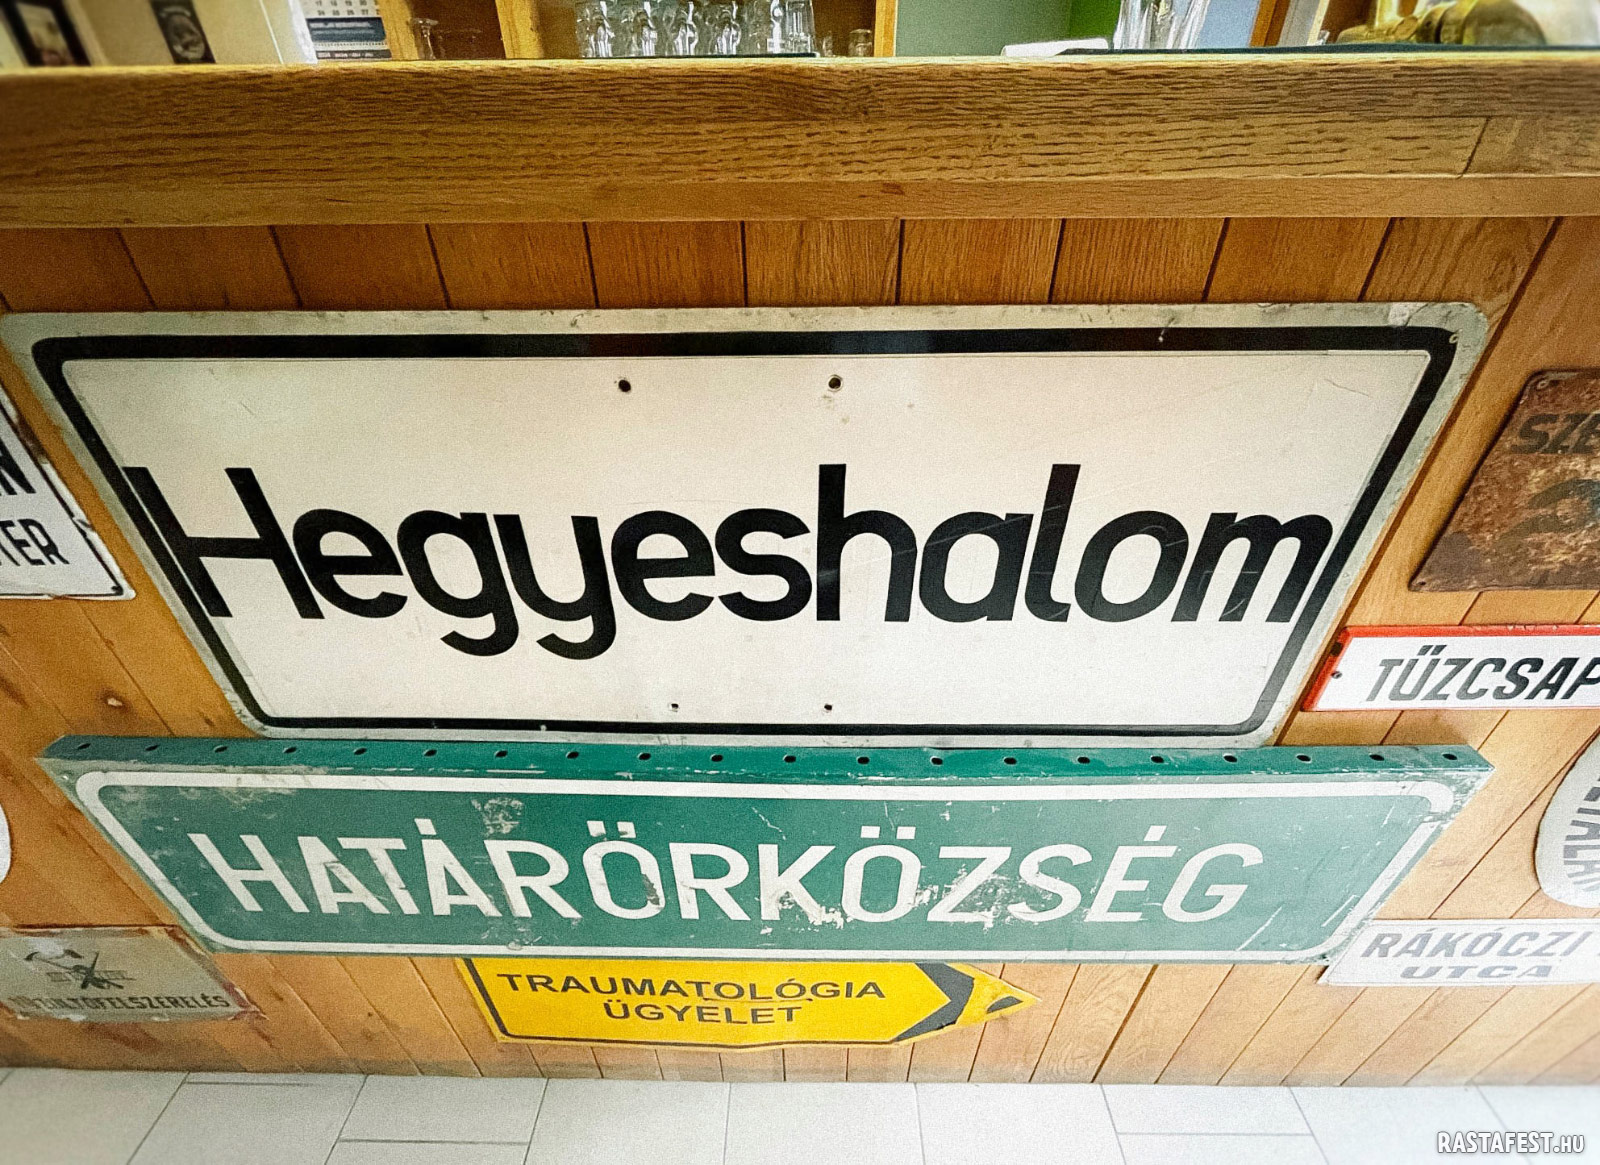 Hegyeshalom
HATÁRÖRKÖZSÉG
TRAUMATOLÓGIA
ÜGYELET
TŰZCSAP
RÁKÓCZI
UTCA
RASTAFEST.HU